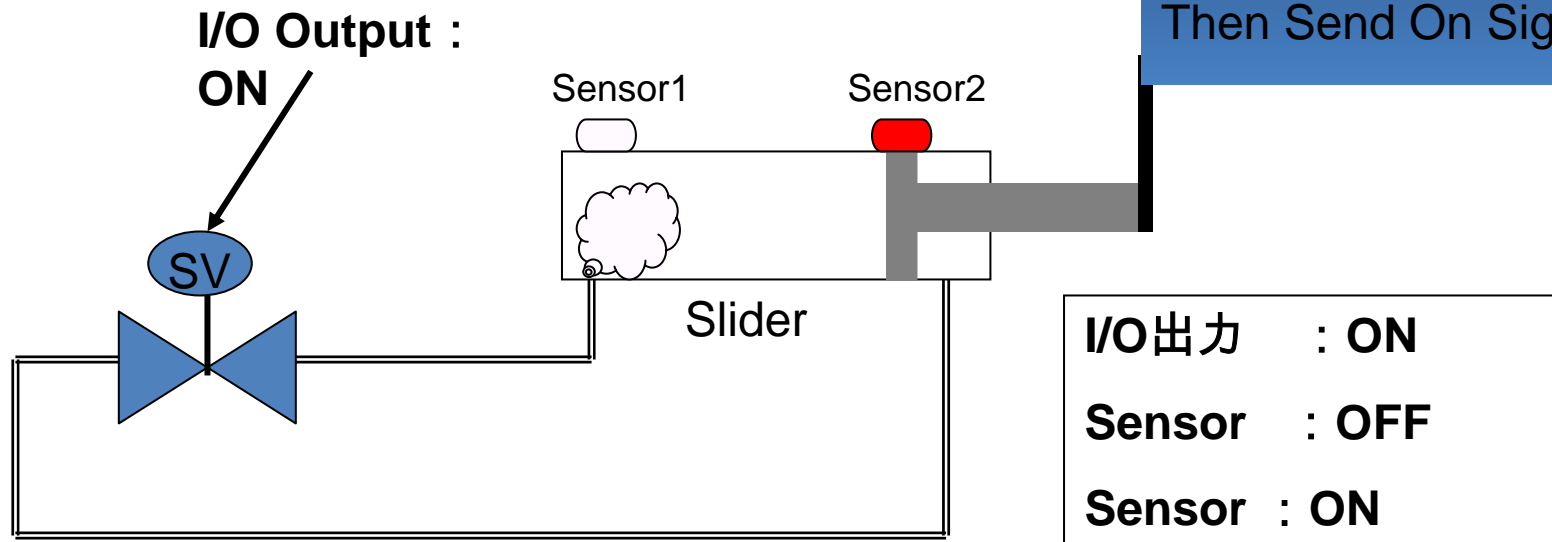 I/O Output：
ON
Then Send On Sig
Sensor1
Sensor2
SV
Slider
I/O出力　：ON
Sensor　：OFF
Sensor ：ON